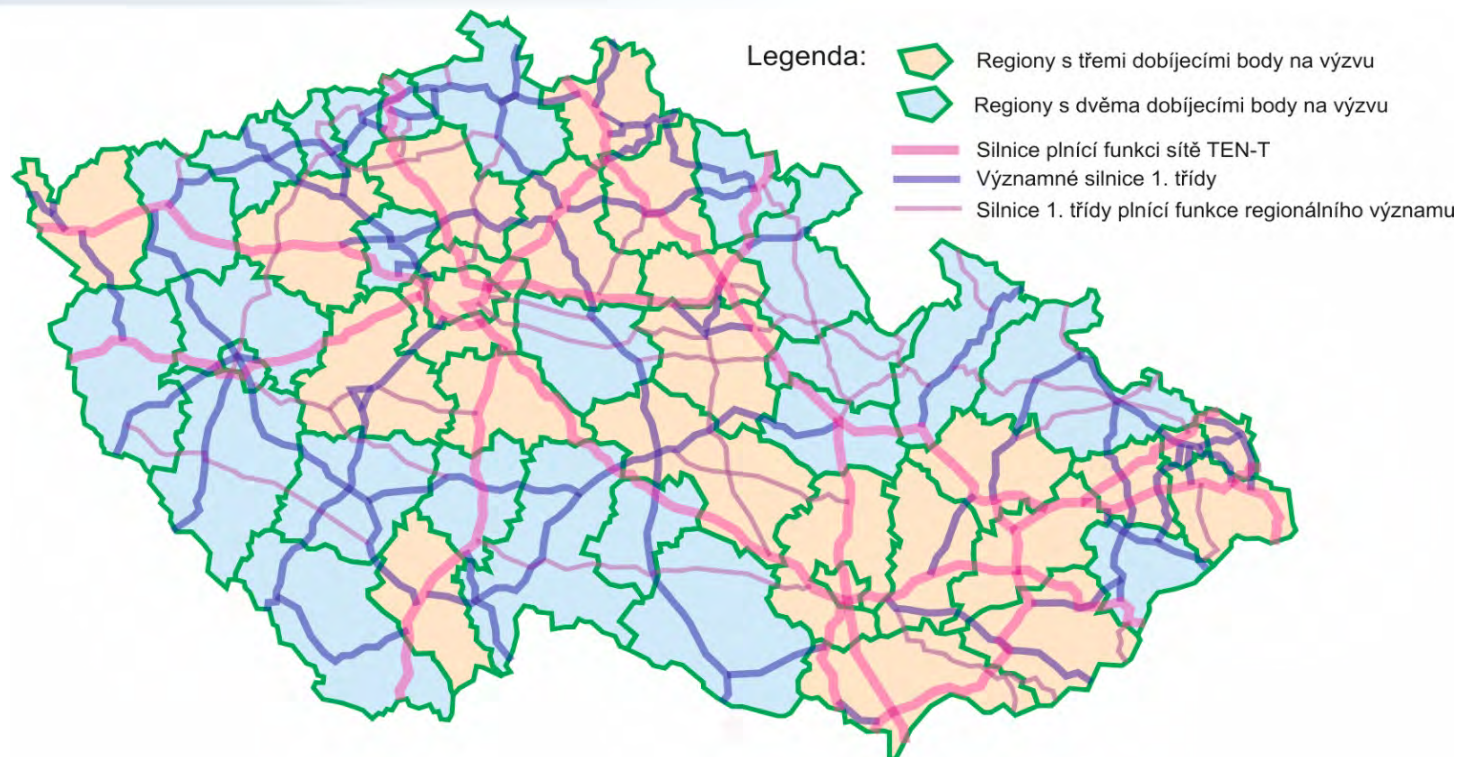 Legenda:
Regiony s třemi dobíjecími body na výzvu
Regiony s dvěma dobíjecími body na výzvu
Silnice plnící funkci sítě TEN-T
Významné silnice 1. třídy
Silnice 1. třídy plnící funkce regionálního významu